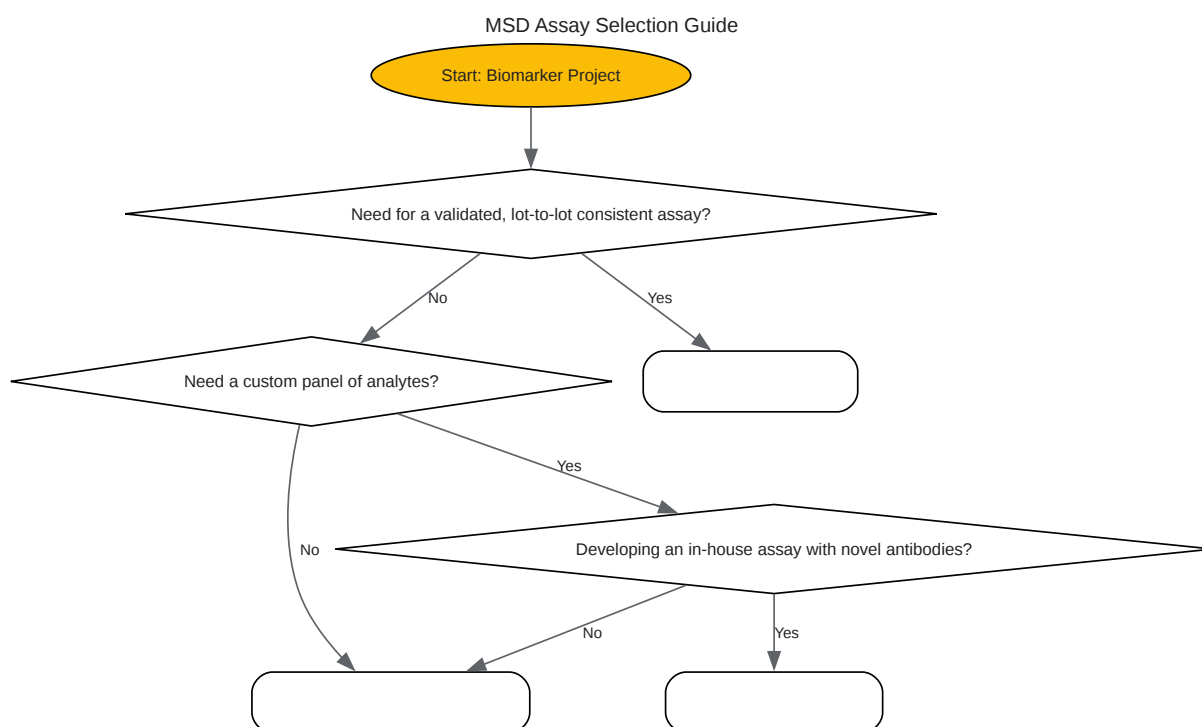 MSD Assay Selection Guide
Start: Biomarker Project
Need for a validated, lot-to-lot consistent assay?
No
Yes
Need a custom panel of analytes?
Yes
No
Developing an in-house assay with novel antibodies?
No
Yes